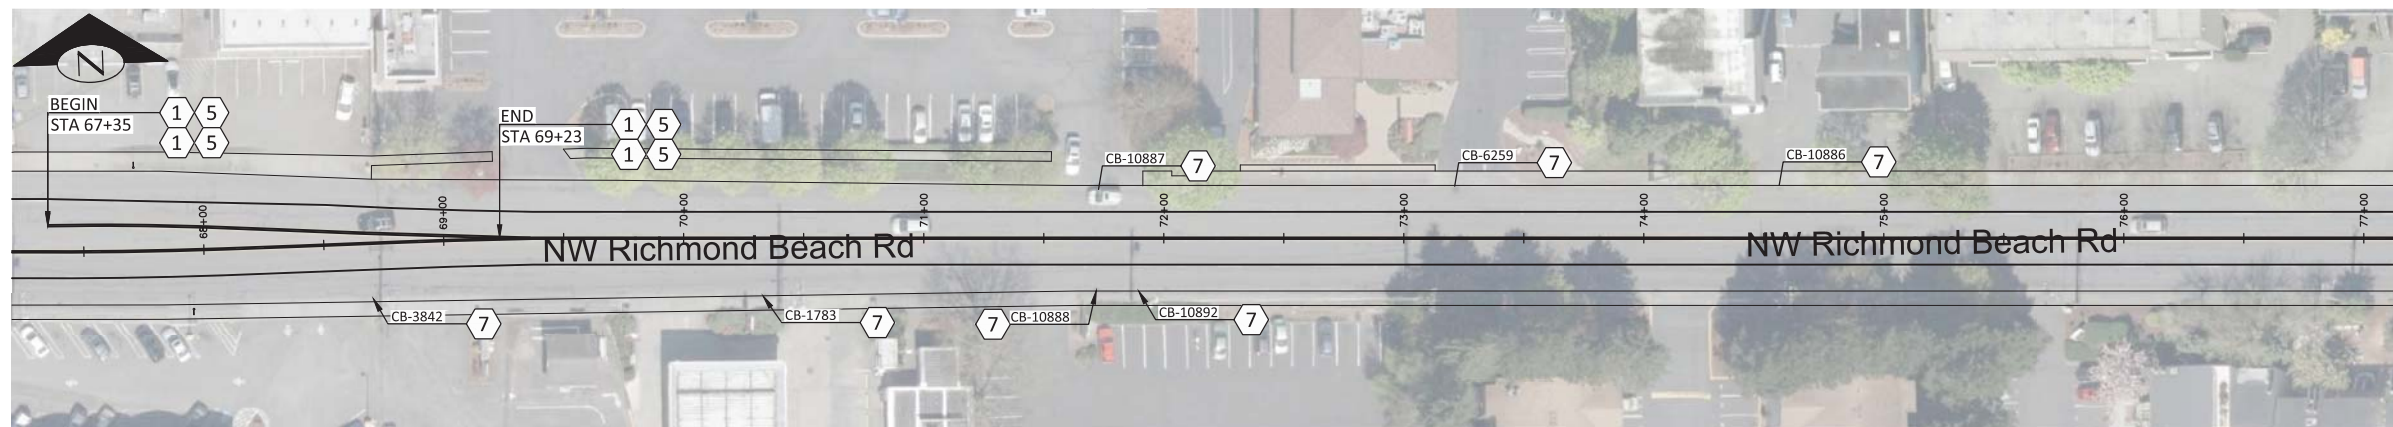 N
BEGIN
STA 67+35
1 5
1 5
END
STA 69+23
1 5
1 5
CB-10887 7
CB-6259 7
CB-10886 7
68+00
69+00
70+00
71+00
72+00
73+00
74+00
75+00
76+00
77+00
NW Richmond Beach Rd
NW Richmond Beach Rd
CB-3842 7
CB-1783 7
7 CB-10888
CB-10892 7